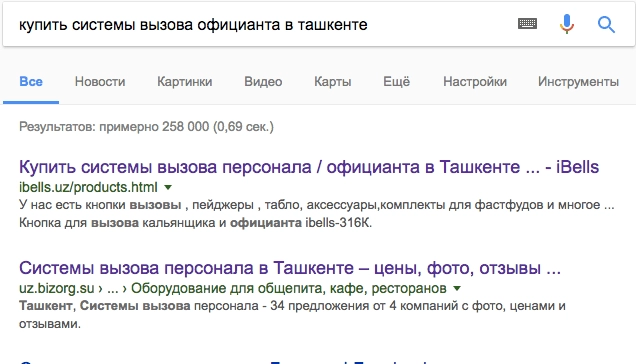 купить системы вызова официанта в ташкенте
Все Новости Картинки Видео Карты Ещё Настройки Инструменты
Результатов: примерно 258 000 (0,69 сек.)
Купить системы вызова персонала / официанта в Ташкенте ... - iBells
ibells.uz/products.html
У нас есть кнопки вызовы , пейджеры , табло, аксессуары,комплекты для фастфудов и многое ...
Кнопка для вызова кальянщика и официанта ibells-316К.
Системы вызова персонала в Ташкенте – цены, фото, отзывы ...
uz.bizorg.su › ... › Оборудование для общепита, кафе, ресторанов
Ташкент, Системы вызова персонала - 34 предложения от 4 компаний с фото, ценами и
отзывами.